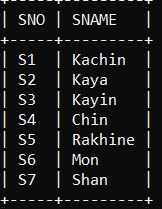 +-----+---------+
| SNO | SNAME   |
+-----+---------+
| S1  | Kachin  |
| S2  | Kaya    |
| S3  | Kayin   |
| S4  | Chin    |
| S5  | Rakhine |
| S6  | Mon     |
| S7  | Shan    |
+-----+---------+